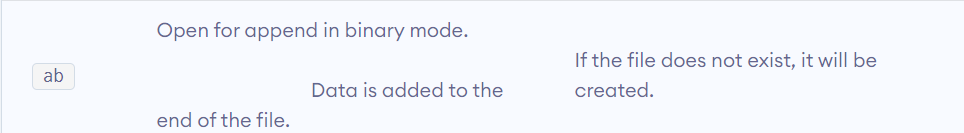 ab
Open for append in binary mode.
Data is added to the
end of the file.
If the file does not exist, it will be
created.